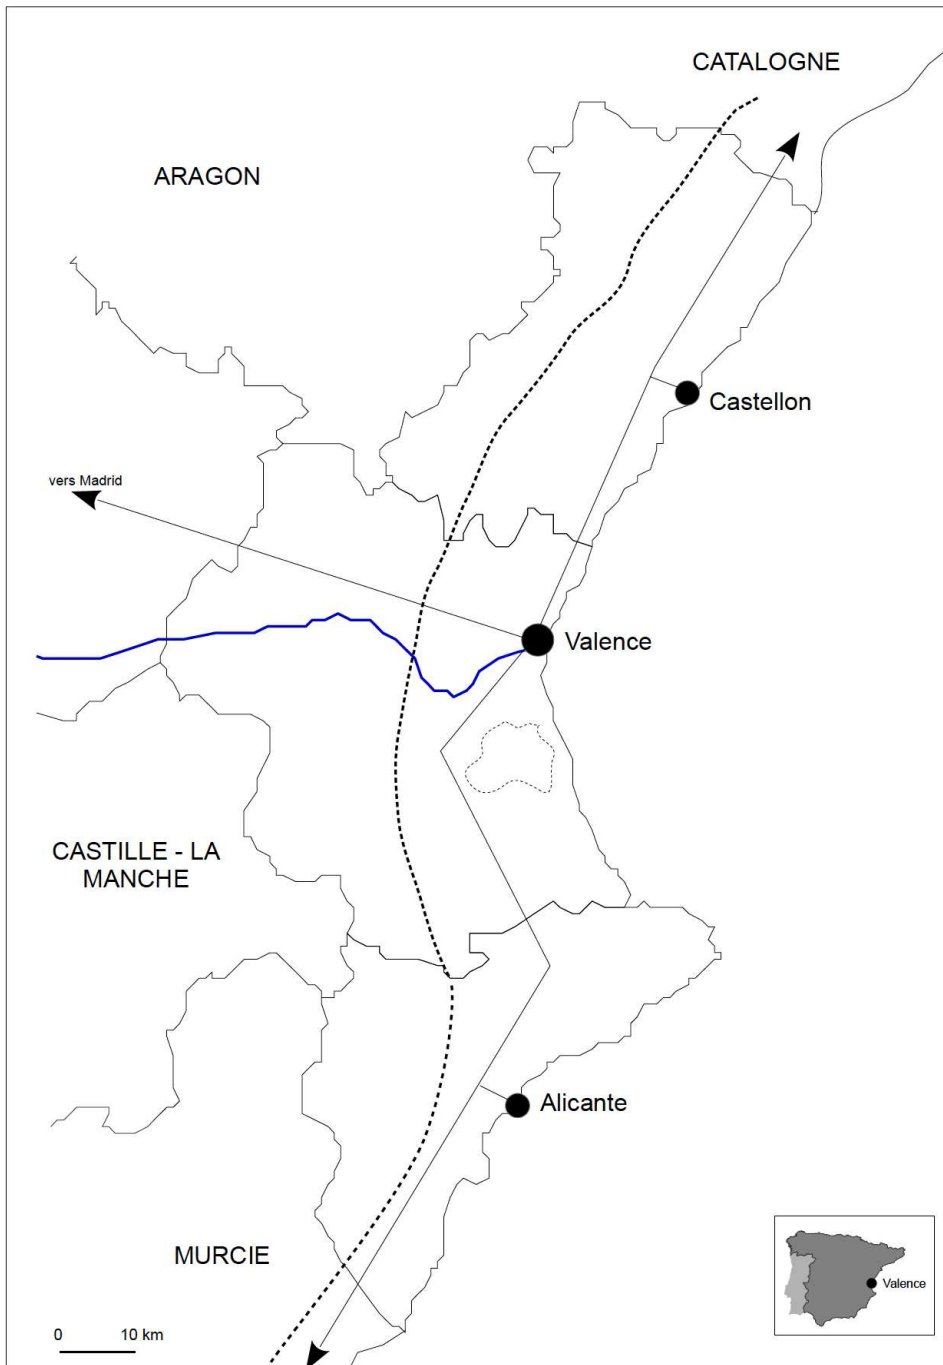 CATALOGNE
ARAGON
Castellon
vers Madrid
Valence
CASTILLE - LA
MANCHE
Alicante
MURCIE
Valence
0 10 km